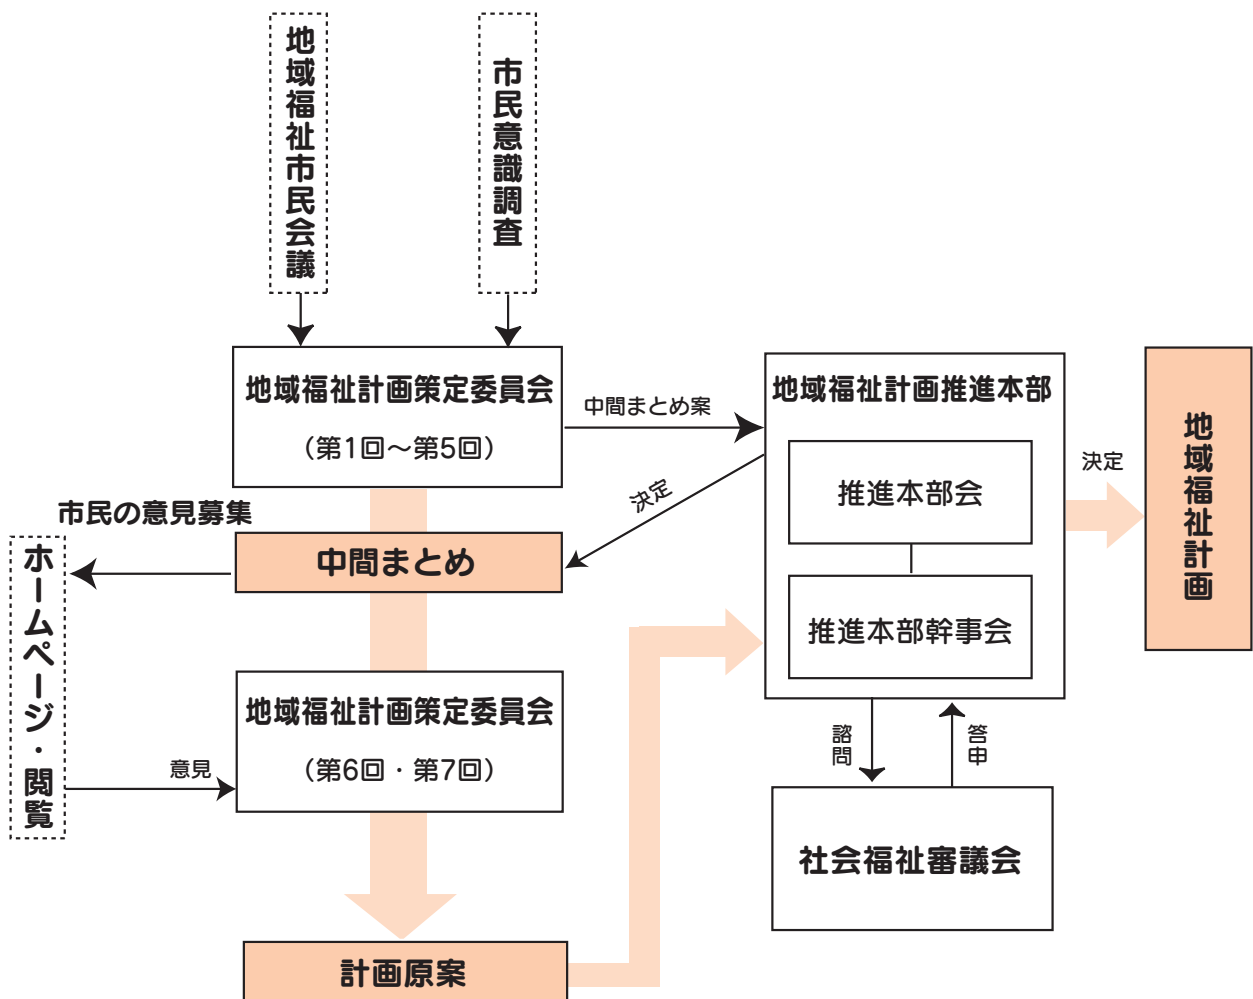 地域福祉市民会議
市民意識調査
地域福祉計画策定委員会
（第1回～第5回）
中間まとめ案
決定
地域福祉計画推進本部
推進本部会
推進本部幹事会
決定
地域福祉計画
市民の意見募集
中間まとめ
ホームページ・閲覧
意見
地域福祉計画策定委員会
（第6回・第7回）
諮問
答申
社会福祉審議会
計画原案